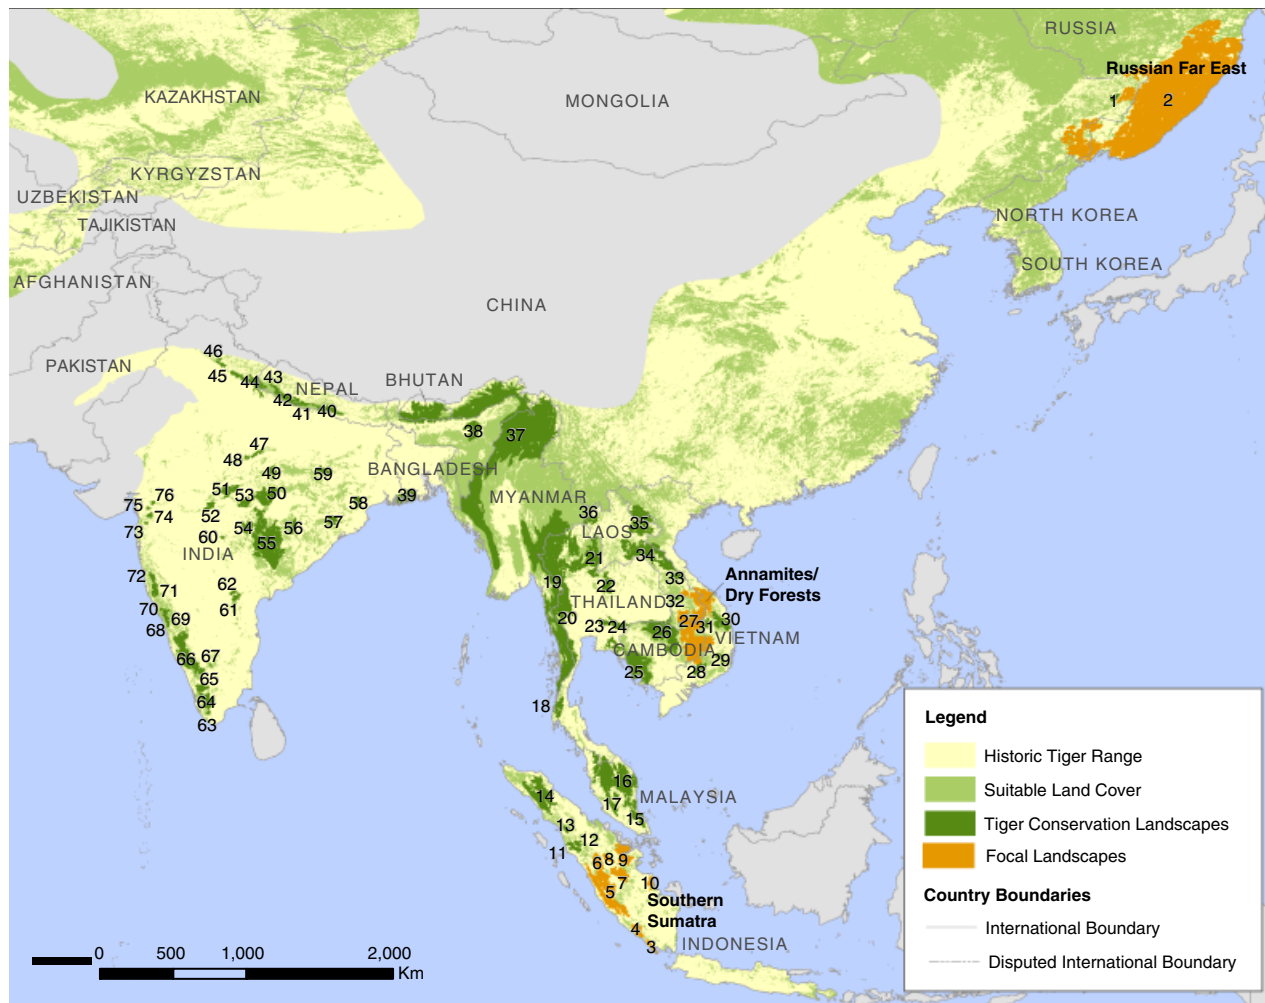 RUSSIA
Russian Far East
KAZAKHSTAN
MONGOLIA
1
2
KYRGYZSTAN
UZBEKISTAN
TAJIKISTAN
NORTH KOREA
SOUTH KOREA
AFGHANISTAN
CHINA
46
PAKISTAN
45
44
43
NEPAL
BHUTAN
42
41
40
38
37
47
48
49
59
BANGLADESH
51
53
50
76
75
74
52
58
39
MYANMAR
36
35
73
60
54
56
57
55
LAOS
INDIA
21
34
72
71
62
19
22
33
Annamites/
Dry Forests
70
69
61
68
20
THAILAND
32
23
24
27
31
30
26
VIETNAM
66
67
CAMBODIA
65
25
28
29
64
63
18
16
14
17
MALAYSIA
15
13
12
11
6
8
9
5
7
10
Southern
Sumatra
4
3
INDONESIA
0
500
1,000
2,000
Km
Legend
Historic Tiger Range
Suitable Land Cover
Tiger Conservation Landscapes
Focal Landscapes
Country Boundaries
International Boundary
Disputed International Boundary